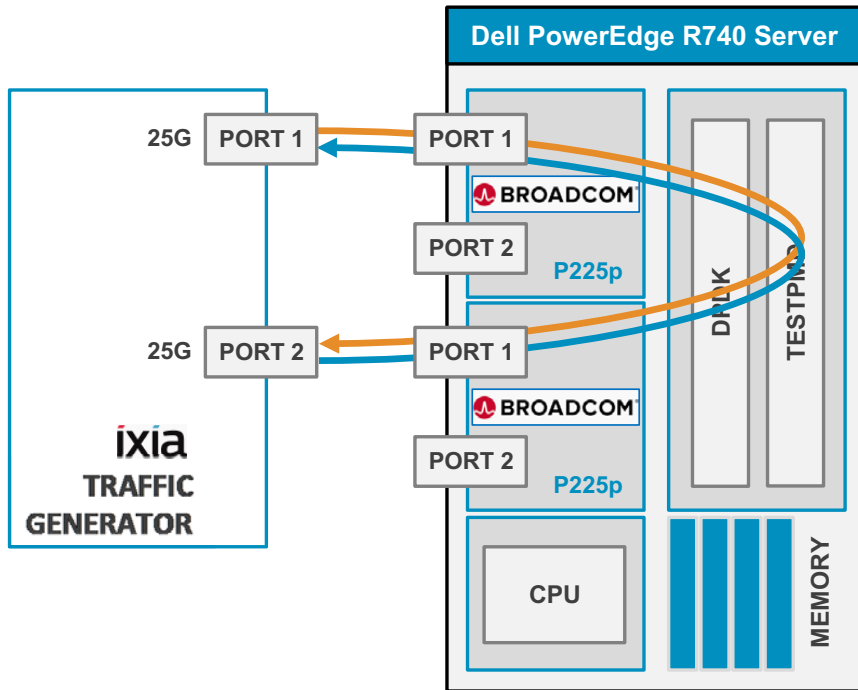 Dell PowerEdge R740 Server
25G
PORT 1
PORT 1
BROADCOM
PORT 2
P225p
25G
PORT 2
PORT 1
BROADCOM
PORT 2
P225p
DPDK
TESTPMD
ixia
TRAFFIC
GENERATOR
CPU
MEMORY